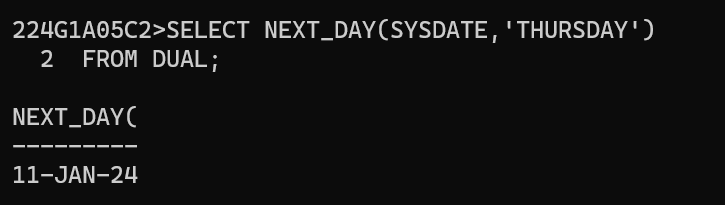 224G1A05C2>SELECT NEXT_DAY(SYSDATE,'THURSDAY')
  2  FROM DUAL;

NEXT_DAY(
---------
11-JAN-24